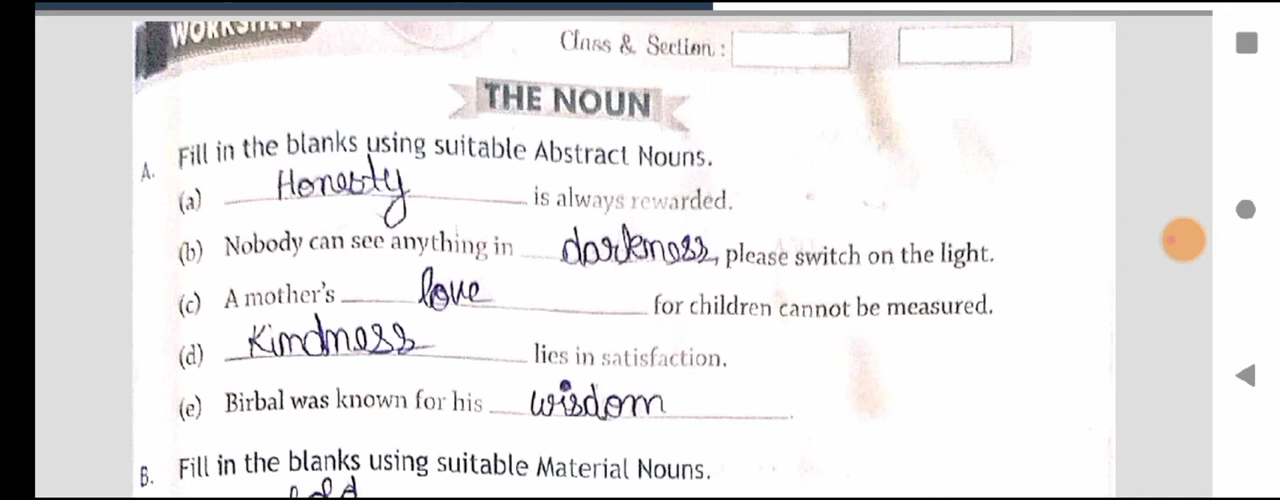 WORKSHEET
Class & Section :
THE NOUN
A. Fill in the blanks using suitable Abstract Nouns.
(a) Honesty is always rewarded.
(b) Nobody can see anything in darkness, please switch on the light.
(c) A mother's love for children cannot be measured.
(d) Kindness lies in satisfaction.
(e) Birbal was known for his wisdom.
B. Fill in the blanks using suitable Material Nouns.